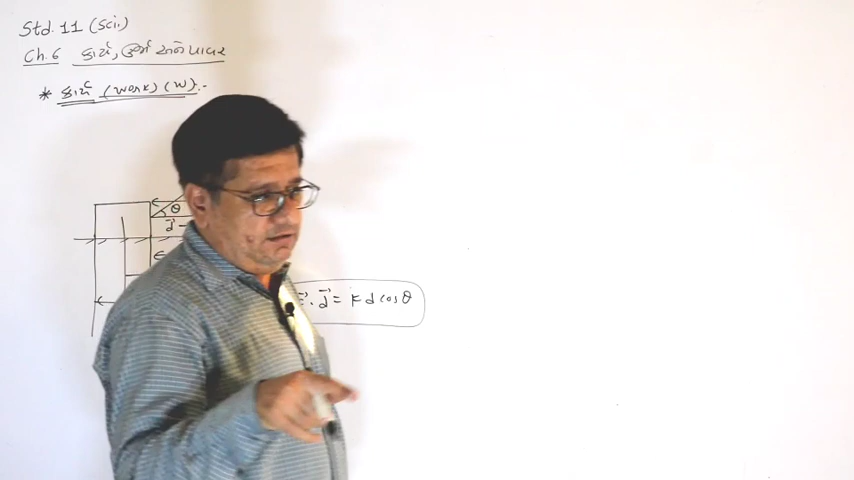 Std. 11 (Sci.)
Ch. 6 કાર્ય, ઊર્જા અને પાવર
* કાર્ય (work) (W) :-
θ
d⃗
. d⃗ = F d cos θ